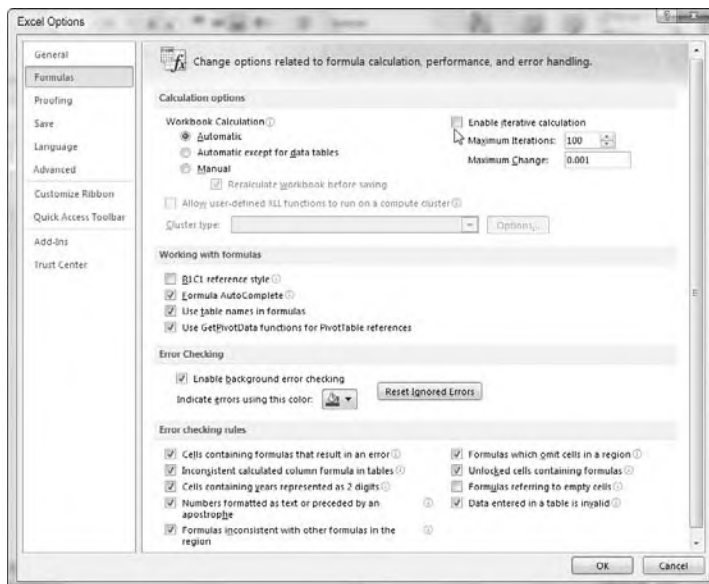 Excel Options
General
Formulas
Proofing
Save
Language
Advanced
Customize Ribbon
Quick Access Toolbar
Add-Ins
Trust Center
Change options related to formula calculation, performance, and error handling.
Calculation options
Workbook Calculation
Automatic
Automatic except for data tables
Manual
Recalculate workbook before saving
Enable iterative calculation
Maximum Iterations: 100
Maximum Change: 0.001
Allow user-defined XLL functions to run on a compute cluster
Cluster type: Options...
Working with formulas
R1C1 reference style
Formula AutoComplete
Use table names in formulas
Use GetPivotData functions for PivotTable references
Error Checking
Enable background error checking
Indicate errors using this color: Reset Ignored Errors
Error checking rules
Cells containing formulas that result in an error
Inconsistent calculated column formula in tables
Cells containing years represented as 2 digits
Numbers formatted as text or preceded by an
apostrophe
Formulas inconsistent with other formulas in the
region
Formulas which omit cells in a region
Unlocked cells containing formulas
Formulas referring to empty cells
Data entered in a table is invalid
OK Cancel